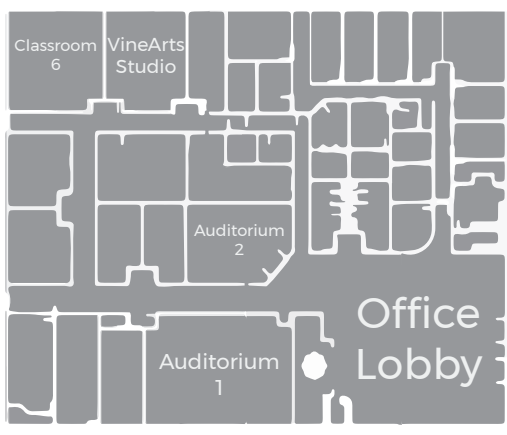 Classroom
6
VineArts
Studio
Auditorium
2
Office
Lobby
Auditorium
1